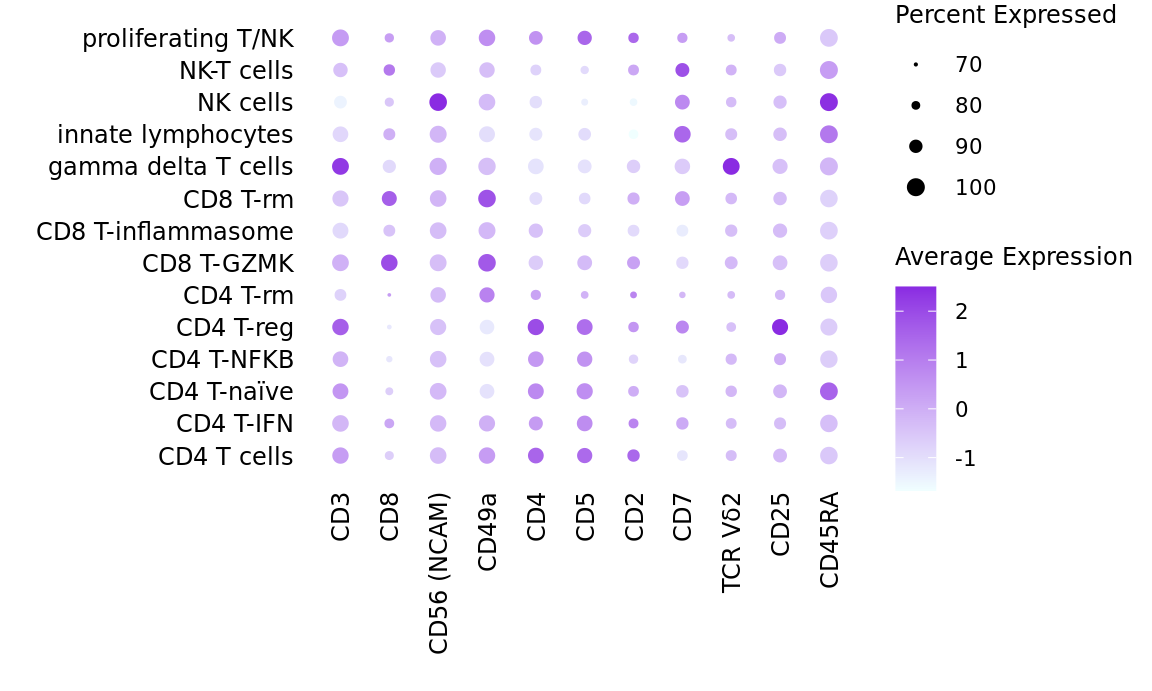 proliferating T/NK
NK-T cells
NK cells
innate lymphocytes
gamma delta T cells
CD8 T-rm
CD8 T-inflammasome
CD8 T-GZMK
CD4 T-rm
CD4 T-reg
CD4 T-NFKB
CD4 T-naïve
CD4 T-IFN
CD4 T cells
CD3
CD8
CD56 (NCAM)
CD49a
CD4
CD5
CD2
CD7
TCR Vδ2
CD25
CD45RA
Percent Expressed
70
80
90
100
Average Expression
2
1
0
-1